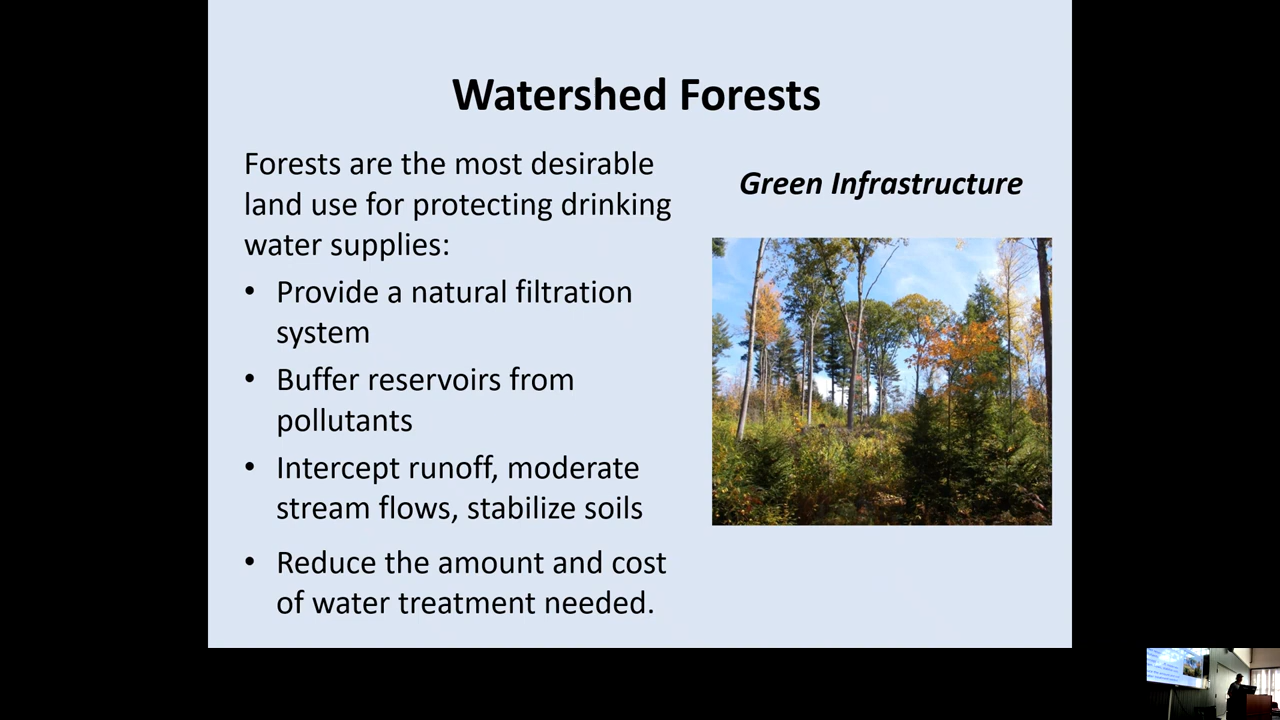 Watershed Forests
Forests are the most desirable
land use for protecting drinking
water supplies:
• Provide a natural filtration
system
• Buffer reservoirs from
pollutants
• Intercept runoff, moderate
stream flows, stabilize soils
• Reduce the amount and cost
of water treatment needed.
Green Infrastructure